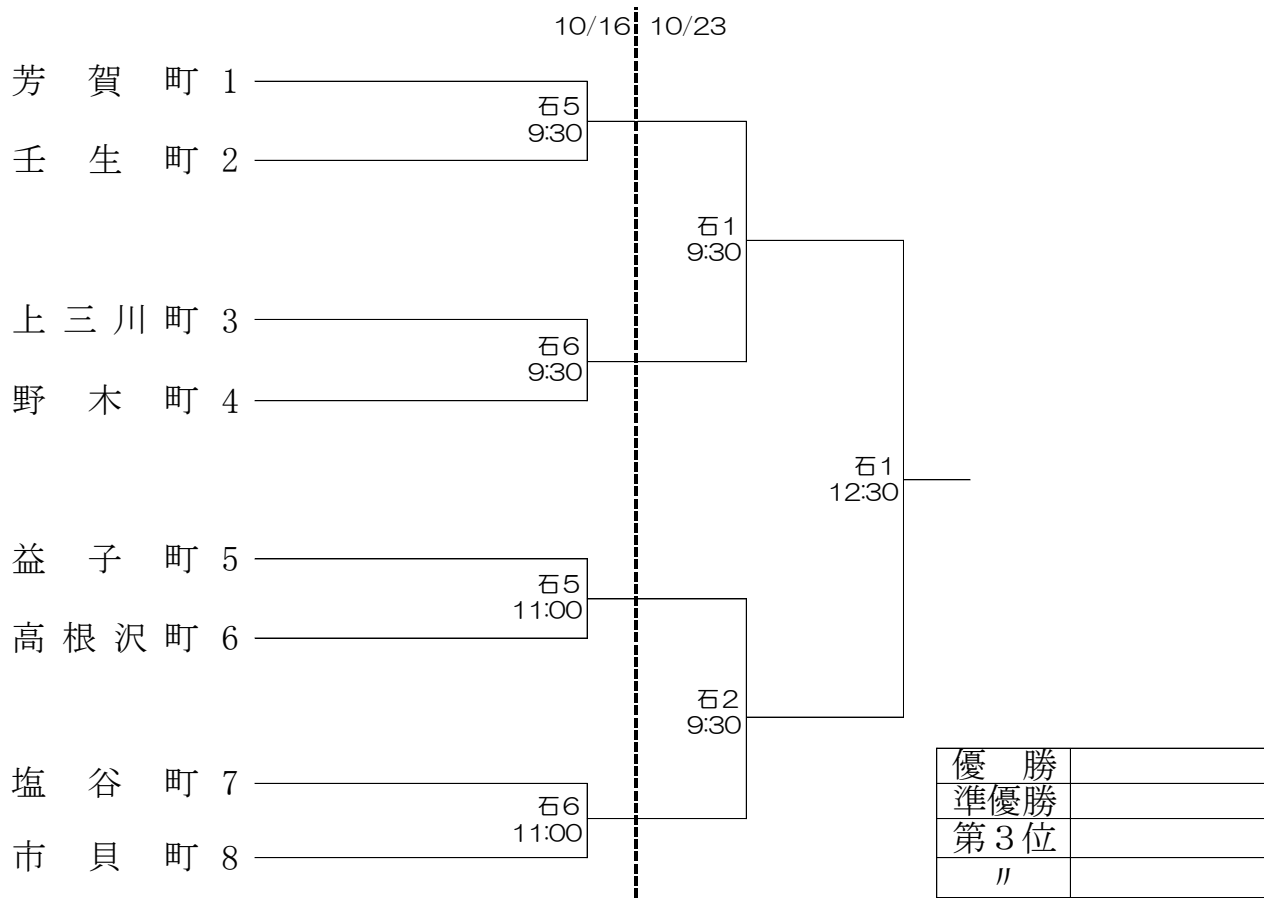 10/16 10/23
芳賀町 1
石5
9:30
壬生町 2
石1
9:30
上三川町 3
石6
9:30
野木町 4
石1
12:30
益子町 5
石5
11:00
高根沢町 6
石2
9:30
塩谷町 7
石6
11:00
市貝町 8
優勝
準優勝
第3位
〃